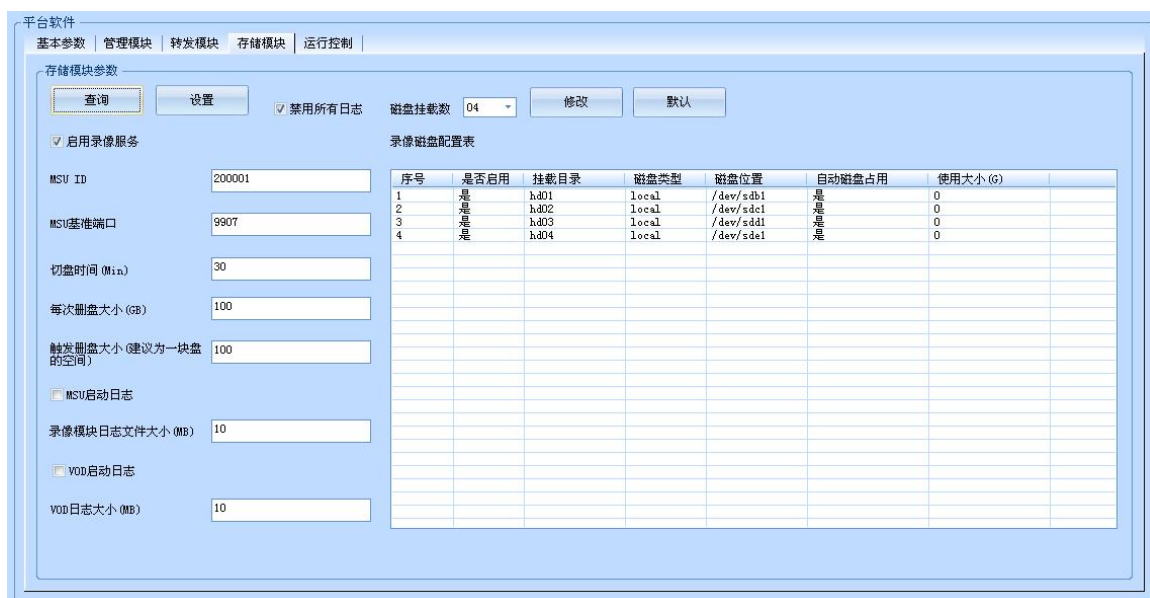 平台软件
基本参数 管理模块 转发模块 存储模块 运行控制
存储模块参数
查询 设置 禁用所有日志 磁盘挂载数 04 修改 默认
启用录像服务 录像磁盘配置表
MSU ID 200001
序号 是否启用 挂载目录 磁盘类型 磁盘位置 自动磁盘占用 使用大小(G)
1 是 hd01 local /dev/sdb1 是 0
2 是 hd02 local /dev/sdc1 是 0
3 是 hd03 local /dev/sdd1 是 0
4 是 hd04 local /dev/sde1 是 0
MSU基准端口 9907
切盘时间(Min) 30
每次删盘大小(GB) 100
触发删盘大小(建议为一块盘 100
的空间)
MSU启动日志
录像模块日志文件大小(MB) 10
VOD启动日志
VOD日志大小(MB) 10